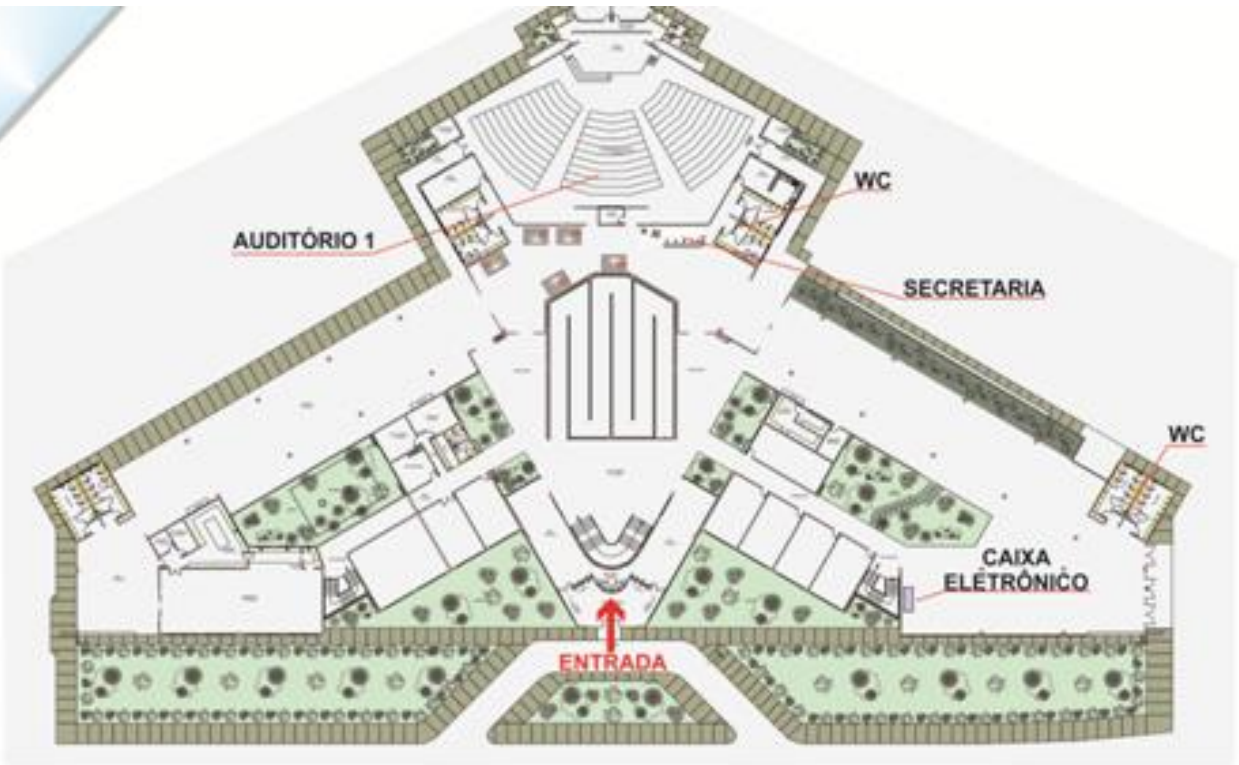 WC
AUDITÓRIO 1
SECRETARIA
WC
CAIXA
ELETRÔNICO
ENTRADA